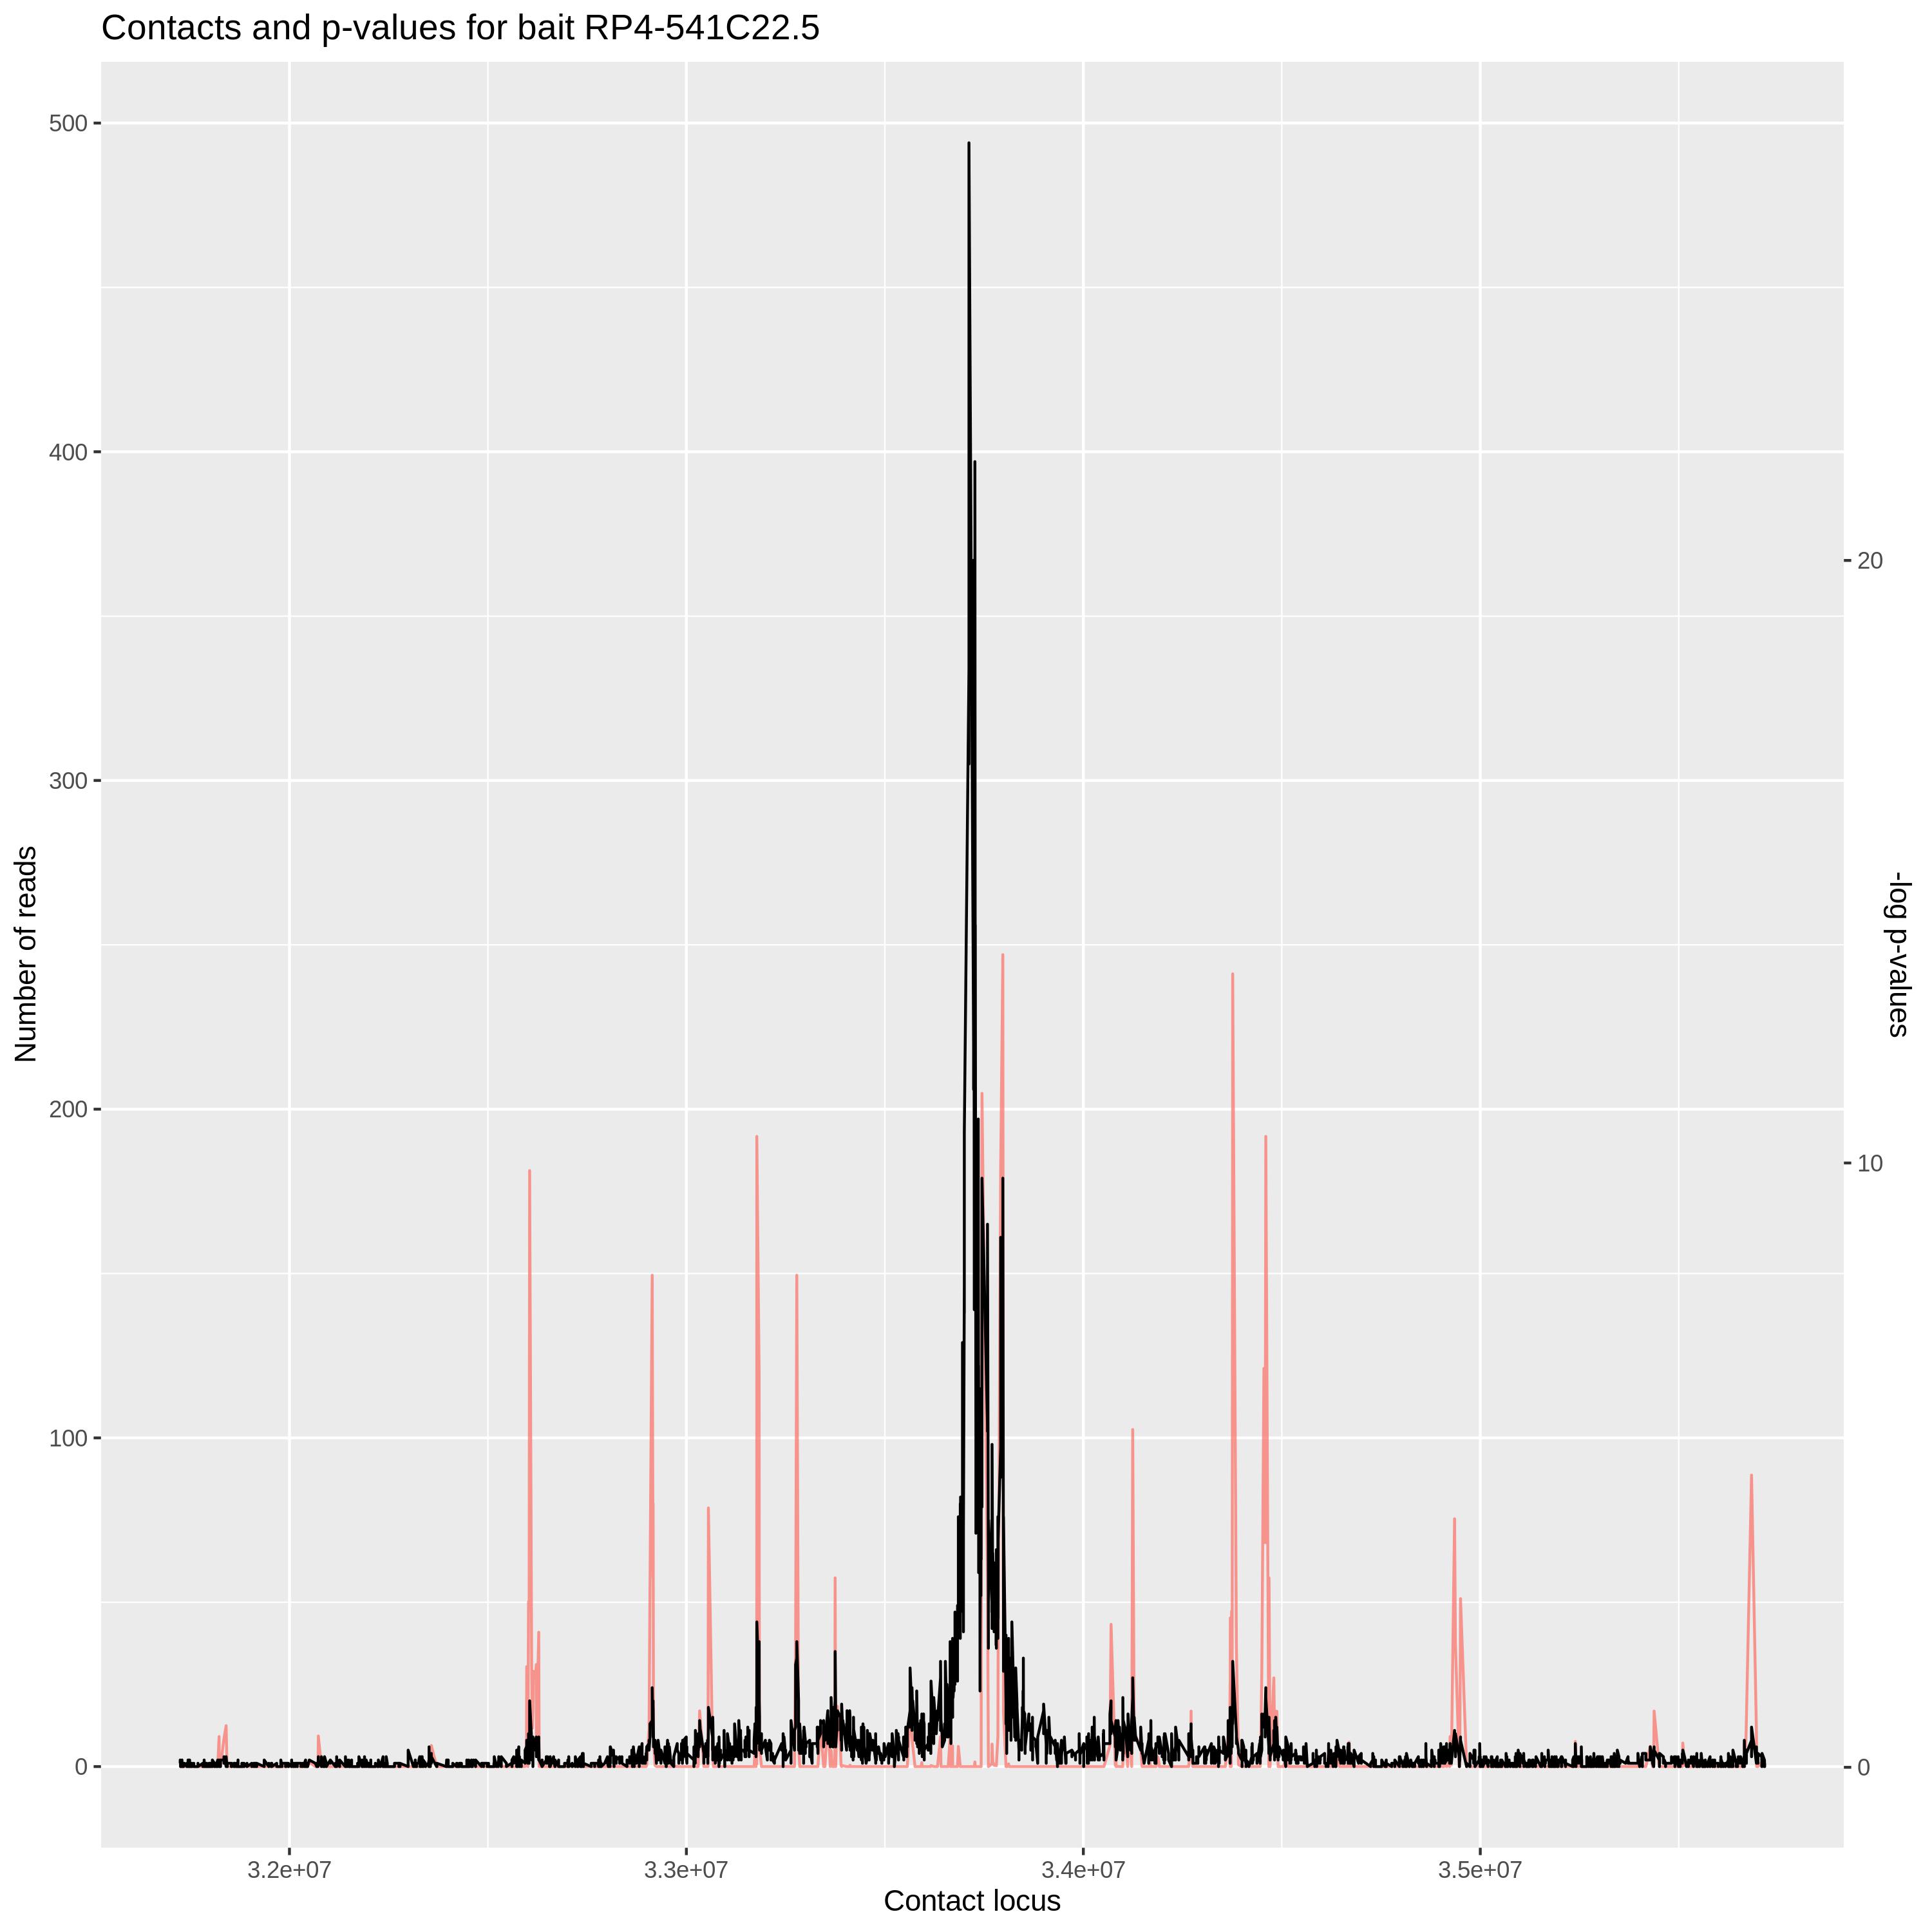 Contacts and p-values for bait RP4-541C22.5
500
400
300
200
100
0
Number of reads
20
10
0
-log p-values
3.2e+07
3.3e+07
3.4e+07
3.5e+07
Contact locus